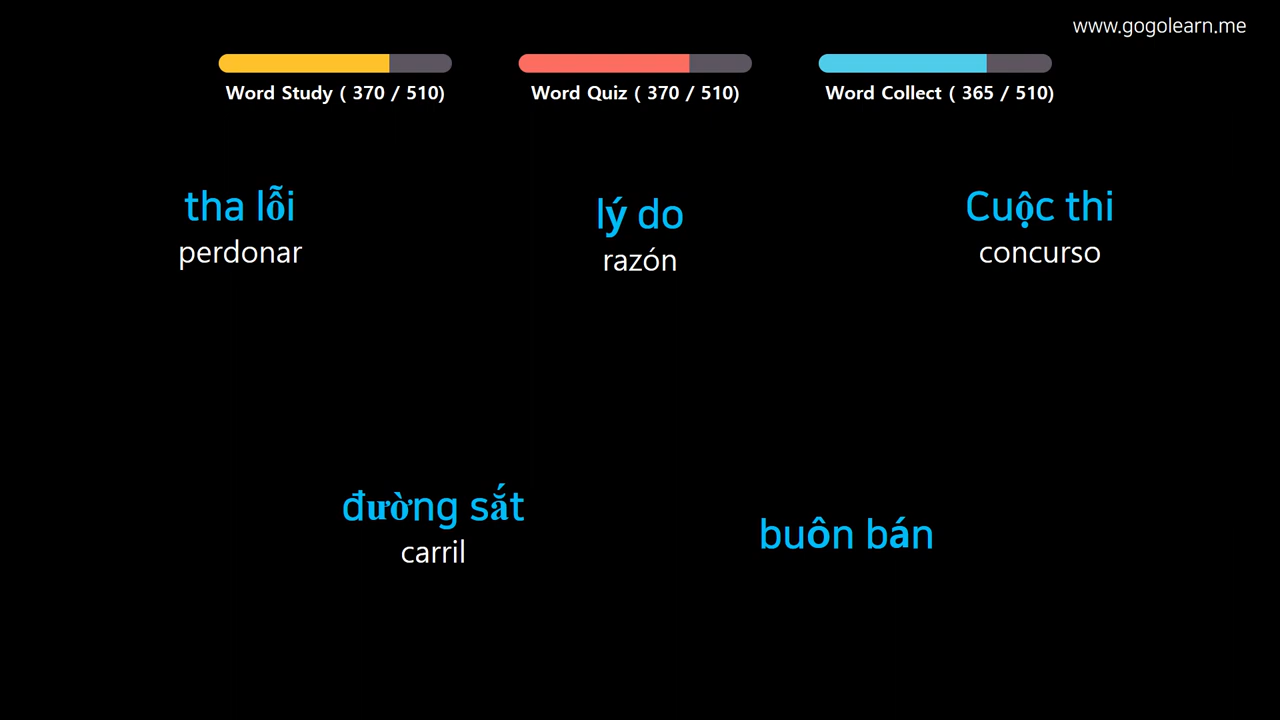 www.gogolearn.me
Word Study ( 370 / 510)
Word Quiz ( 370 / 510)
Word Collect ( 365 / 510)
tha lỗi
perdonar
lý do
razón
Cuộc thi
concurso
đường sắt
carril
buôn bán